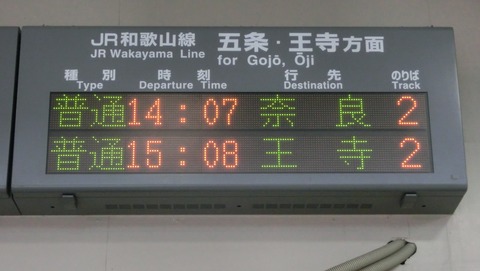 JR和歌山線 五条・王寺方面
JR Wakayama Line for Gojō, Ōji
種別 時刻 行先 のりば
Type Departure Time Destination Track
普通 14:07 奈良 2
普通 15:08 王寺 2